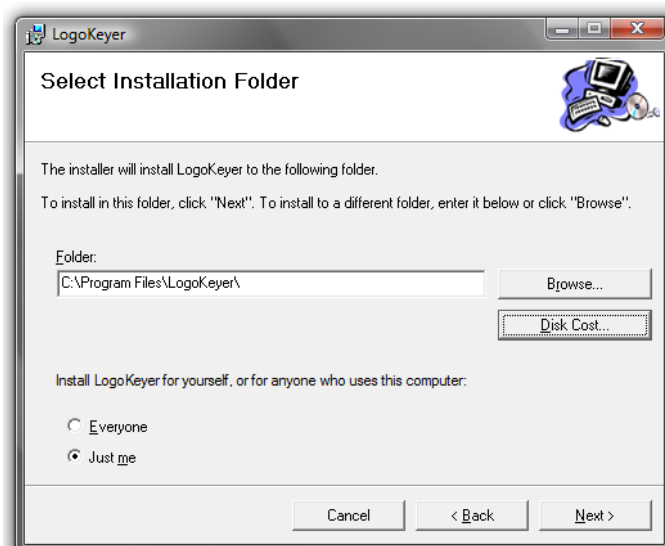 LogoKeyer
Select Installation Folder
The installer will install LogoKeyer to the following folder.
To install in this folder, click "Next". To install to a different folder, enter it below or click "Browse".
Folder:
C:\Program Files\LogoKeyer\
Browse...
Disk Cost...
Install LogoKeyer for yourself, or for anyone who uses this computer:
Everyone
Just me
Cancel
< Back
Next >